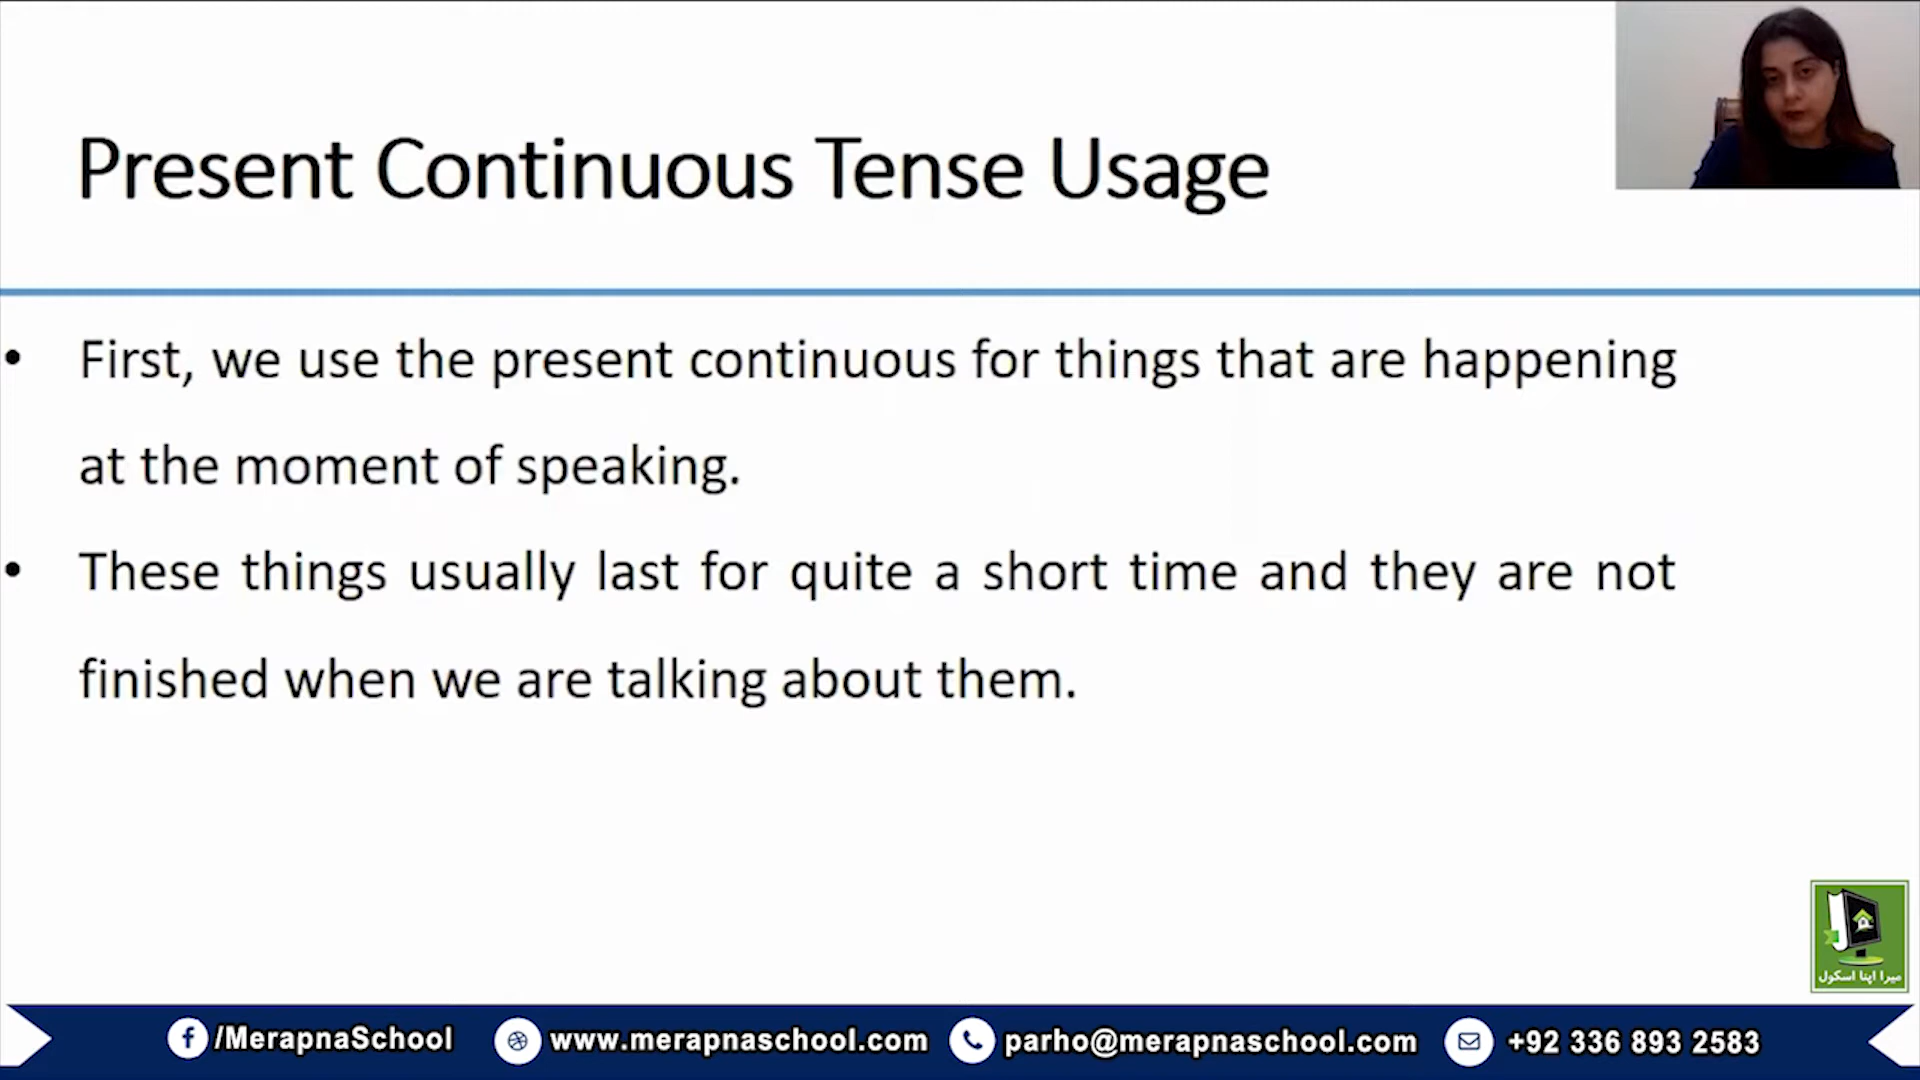 Present Continuous Tense Usage
• First, we use the present continuous for things that are happening
at the moment of speaking.
• These things usually last for quite a short time and they are not
finished when we are talking about them.
میرا اپنا اسکول
/MerapnaSchool www.merapnaschool.com parho@merapnaschool.com +92 336 893 2583